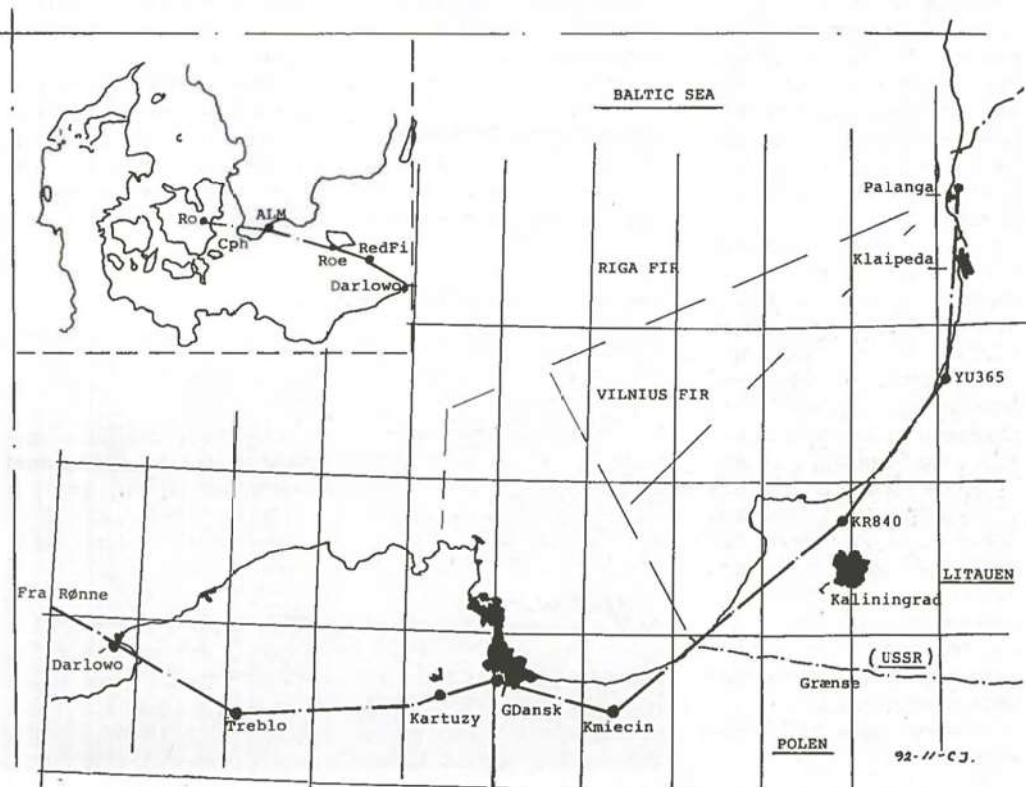 BALTIC SEA
Ro
ALM
Cph
Roe
RedFi
Darlowo
Palanga
Klaipeda
RIGA FIR
VILNIUS FIR
YU365
KR840
Kaliningrad
LITAUEN
Fra Rønne
Darlowo
Treblo
Kartuzy
GDansk
Kmiecin
(USSR)
Grænse
POLEN
92-11-CJ.